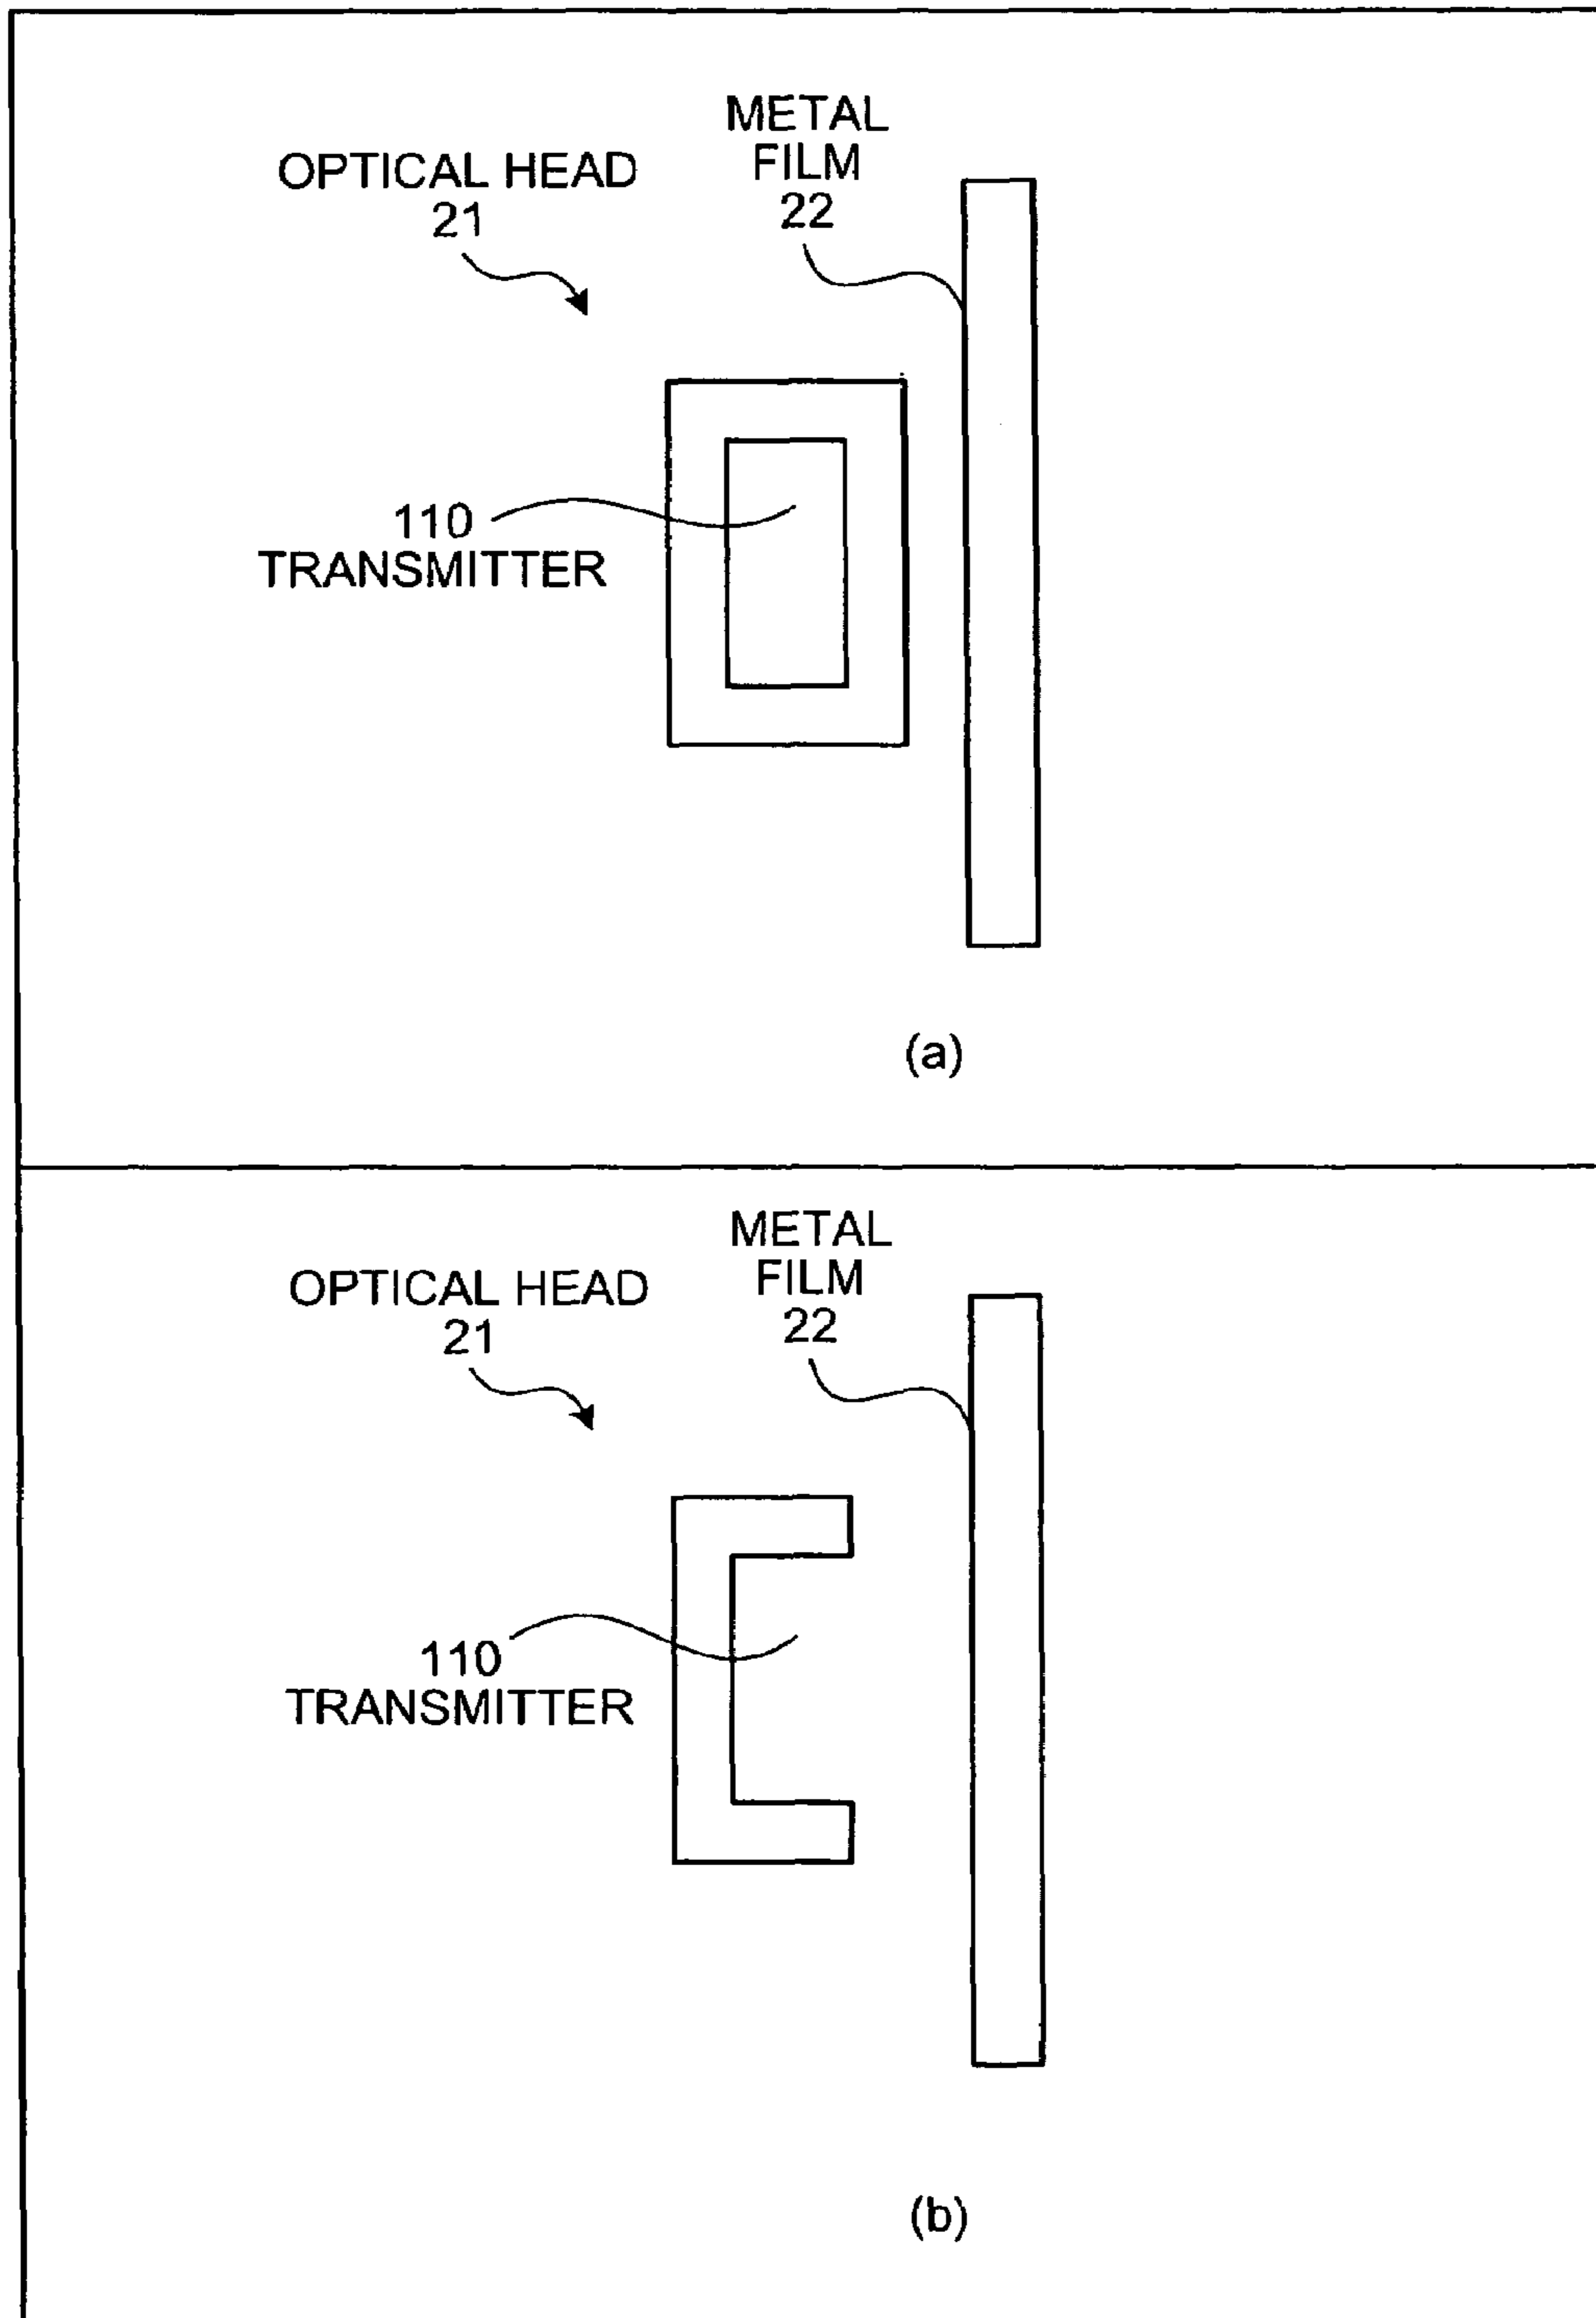 METAL
FILM
22
OPTICAL HEAD
21
110
TRANSMITTER
(a)
METAL
FILM
22
OPTICAL HEAD
21
110
TRANSMITTER
(b)